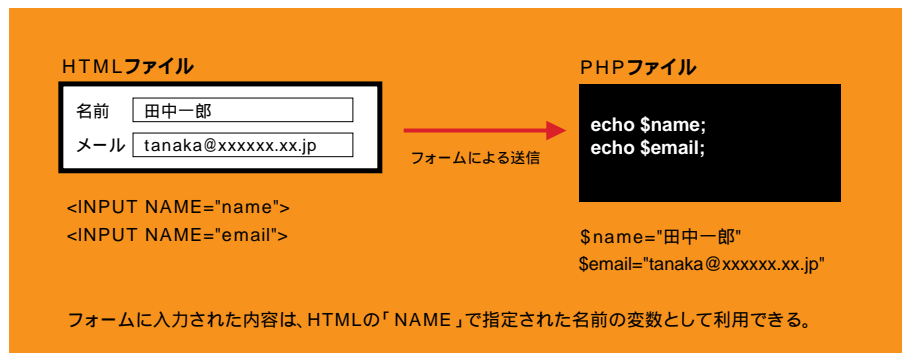 HTMLファイル
名前 田中一郎
メール tanaka@xxxxxx.xx.jp
<INPUT NAME="name">
<INPUT NAME="email">
フォームによる送信
PHPファイル
echo $name;
echo $email;
$name="田中一郎"
$email="tanaka@xxxxxx.xx.jp"
フォームに入力された内容は、HTMLの「NAME」で指定された名前の変数として利用できる。